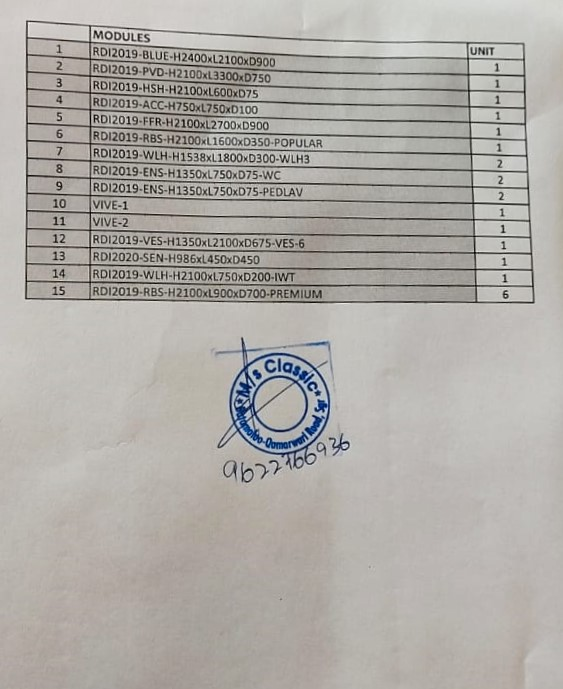 MODULES UNIT
1 RDI2019-BLUE-H2400xL2100xD900 1
2 RDI2019-PVD-H2100xL3300xD750 1
3 RDI2019-HSH-H2100xL600xD75 1
4 RDI2019-ACC-H750xL750xD100 1
5 RDI2019-FFR-H2100xL2700xD900 1
6 RDI2019-RBS-H2100xL1600xD350-POPULAR 1
7 RDI2019-WLH-H1538xL1800xD300-WLH3 2
8 RDI2019-ENS-H1350xL750xD75-WC 2
9 RDI2019-ENS-H1350xL750xD75-PEDLAV 2
10 VIVE-1 1
11 VIVE-2 1
12 RDI2019-VES-H1350xL2100xD675-VES-6 1
13 RDI2020-SEN-H986xL450xD450 1
14 RDI2019-WLH-H2100xL750xD200-IWT 1
15 RDI2019-RBS-H2100xL900xD700-PREMIUM 6
M/s Classic
Qamarwari Road, Sgr
9622766936